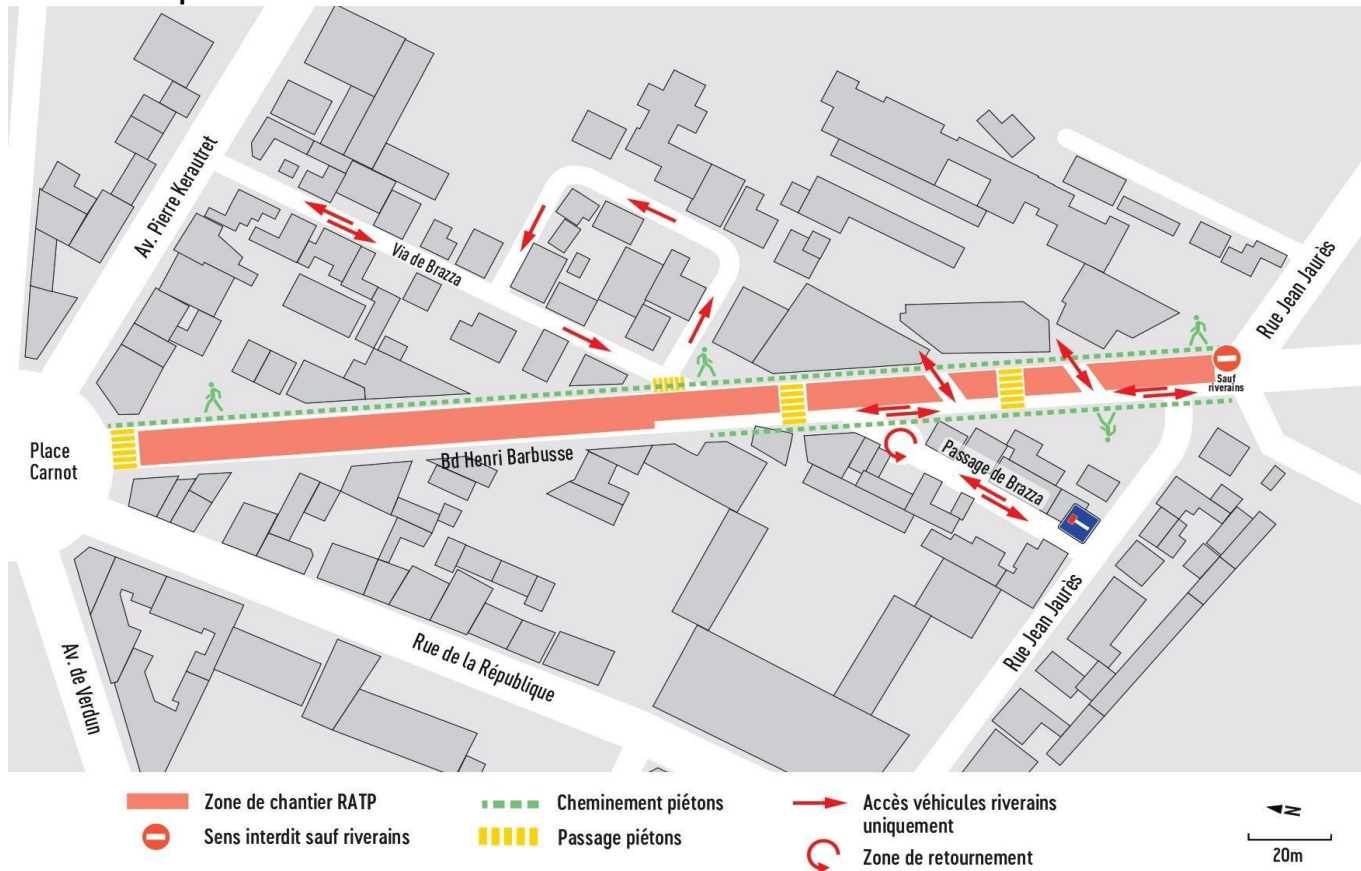 Av. Pierre Kerautret
Via de Brazza
Rue Jean Jaurès
Sauf
riverains
Place
Carnot
Bd Henri Barbusse
Passage de Brazza
Rue Jean Jaurès
Rue de la République
Av. de Verdun
Zone de chantier RATP
Sens interdit sauf riverains
Cheminement piétons
Passage piétons
Accès véhicules riverains
uniquement
Zone de retournement
N
20m